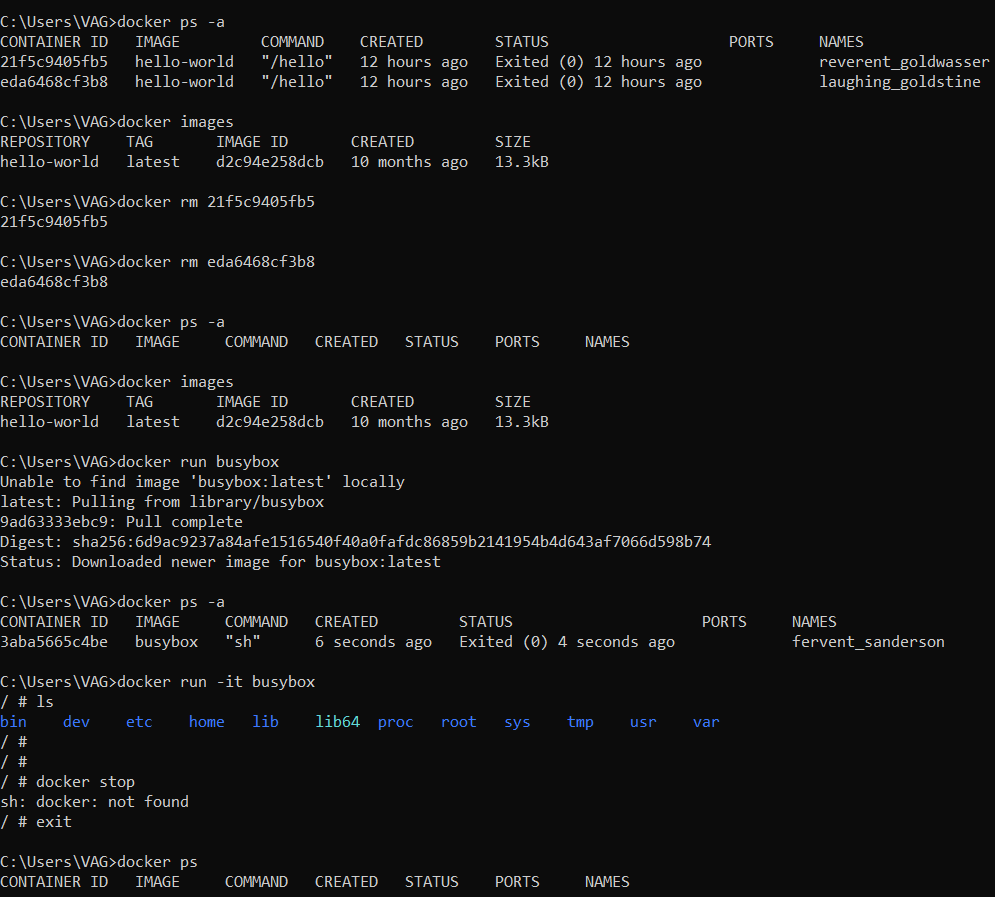 C:\Users\VAG>docker ps -a
CONTAINER ID   IMAGE         COMMAND    CREATED        STATUS                    PORTS     NAMES
21f5c9405fb5   hello-world   "/hello"   12 hours ago   Exited (0) 12 hours ago             reverent_goldwasser
eda6468cf3b8   hello-world   "/hello"   12 hours ago   Exited (0) 12 hours ago             laughing_goldstine
C:\Users\VAG>docker images
REPOSITORY    TAG       IMAGE ID       CREATED         SIZE
hello-world   latest    d2c94e258dcb   10 months ago   13.3kB
C:\Users\VAG>docker rm 21f5c9405fb5
21f5c9405fb5
C:\Users\VAG>docker rm eda6468cf3b8
eda6468cf3b8
C:\Users\VAG>docker ps -a
CONTAINER ID   IMAGE     COMMAND   CREATED   STATUS    PORTS     NAMES
C:\Users\VAG>docker images
REPOSITORY    TAG       IMAGE ID       CREATED         SIZE
hello-world   latest    d2c94e258dcb   10 months ago   13.3kB
C:\Users\VAG>docker run busybox
Unable to find image 'busybox:latest' locally
latest: Pulling from library/busybox
9ad63333ebc9: Pull complete
Digest: sha256:6d9ac9237a84afe1516540f40a0fafdc86859b2141954b4d643af7066d598b74
Status: Downloaded newer image for busybox:latest
C:\Users\VAG>docker ps -a
CONTAINER ID   IMAGE     COMMAND   CREATED         STATUS                     PORTS     NAMES
3aba5665c4be   busybox   "sh"      6 seconds ago   Exited (0) 4 seconds ago             fervent_sanderson
C:\Users\VAG>docker run -it busybox
/ # ls
bin    dev    etc    home   lib    lib64  proc   root   sys    tmp    usr    var
/ #
/ #
/ # docker stop
sh: docker: not found
/ # exit
C:\Users\VAG>docker ps
CONTAINER ID   IMAGE     COMMAND   CREATED   STATUS    PORTS     NAMES